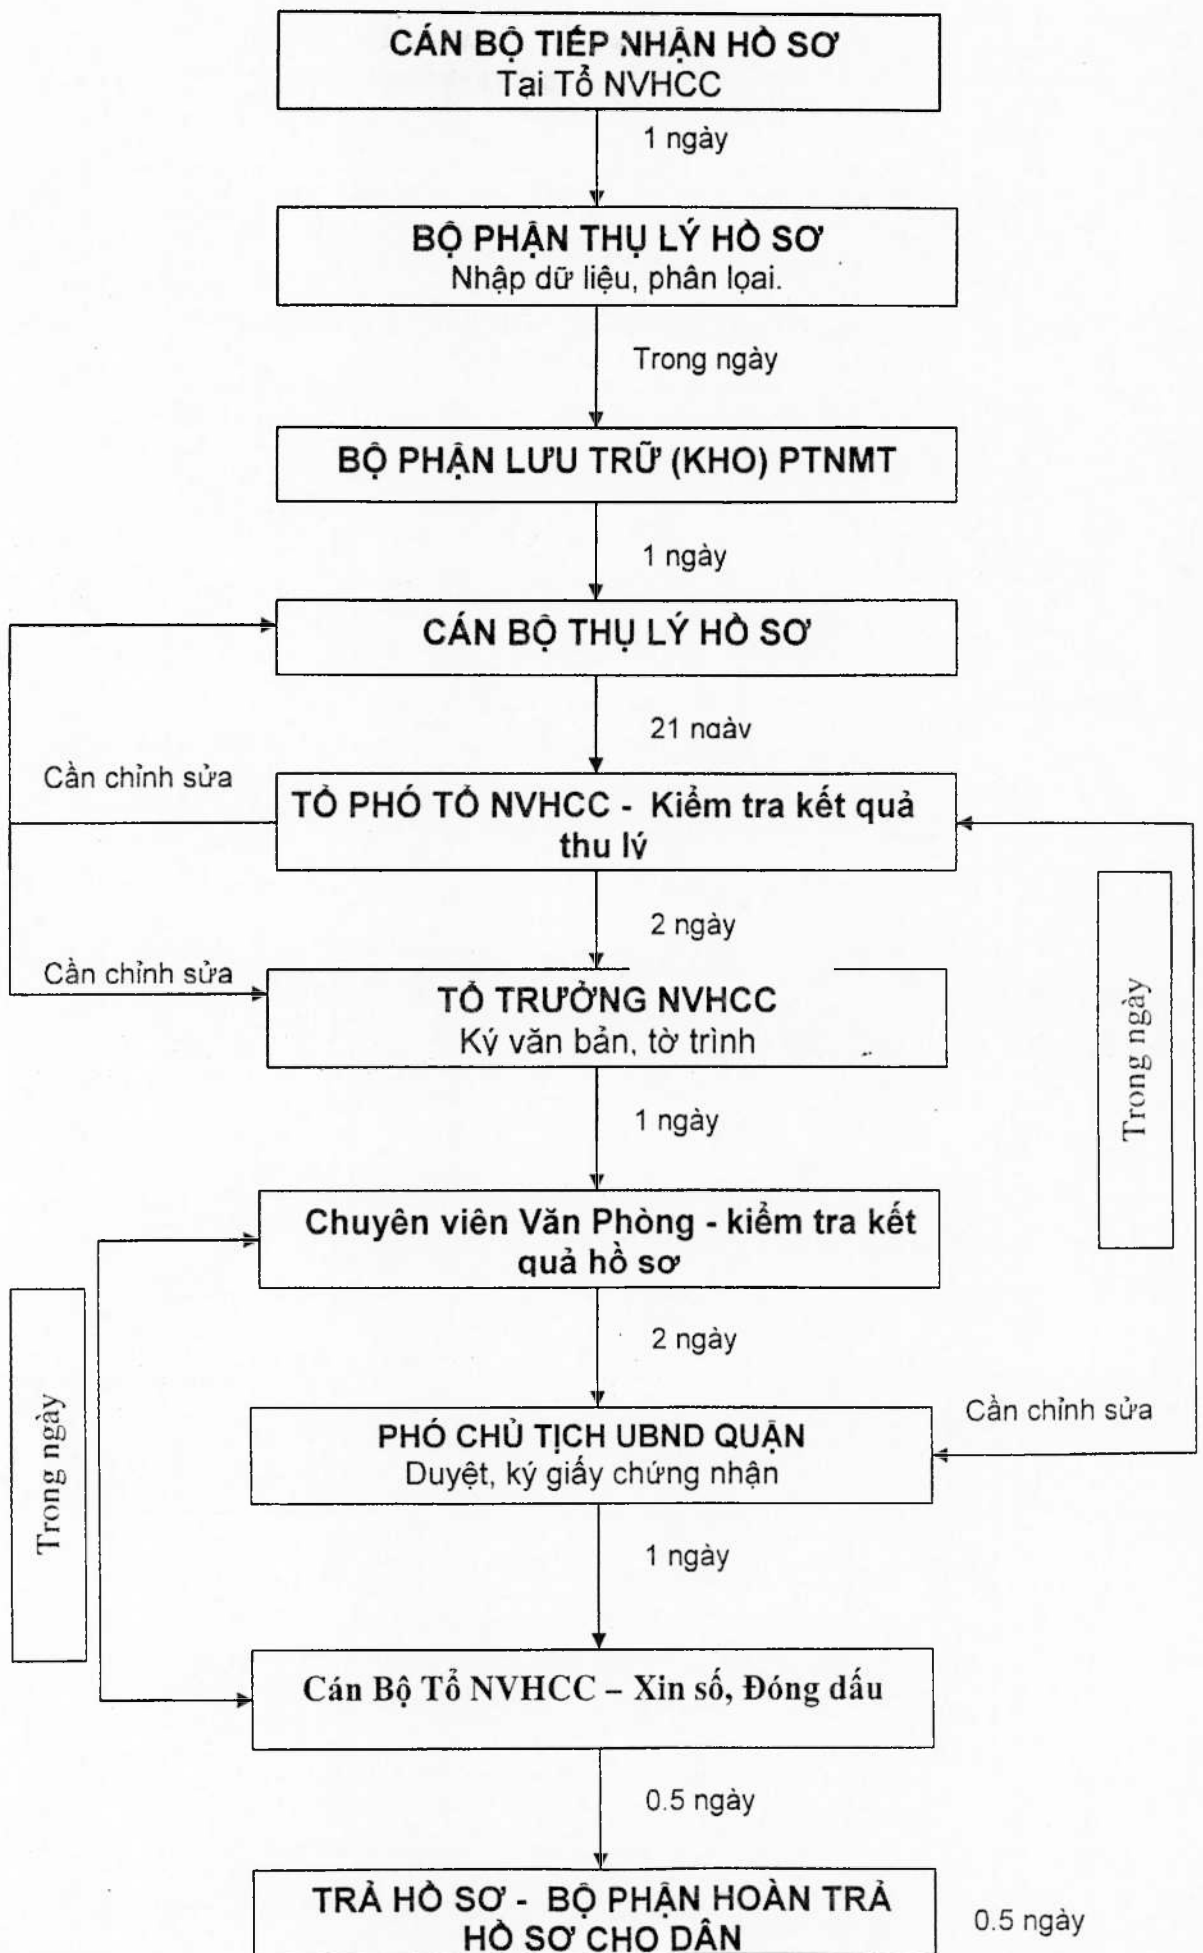 CÁN BỘ TIẾP NHẬN HỒ SƠ
Tại Tổ NVHCC
1 ngày
BỘ PHẬN THỤ LÝ HỒ SƠ
Nhập dữ liệu, phân lọai.
Trong ngày
BỘ PHẬN LƯU TRỮ (KHO) PTNMT
1 ngày
CÁN BỘ THỤ LÝ HỒ SƠ
21 ngày
Cần chỉnh sửa
TỔ PHÓ TỔ NVHCC - Kiểm tra kết quả
thụ lý
2 ngày
Cần chỉnh sửa
TỔ TRƯỞNG NVHCC
Ký văn bản, tờ trình
Trong ngày
1 ngày
Chuyên viên Văn Phòng - kiểm tra kết
quả hồ sơ
2 ngày
Trong ngày
Cần chỉnh sửa
PHÓ CHỦ TỊCH UBND QUẬN
Duyệt, ký giấy chứng nhận
1 ngày
Cán Bộ Tổ NVHCC – Xin số, Đóng dấu
0.5 ngày
TRẢ HỒ SƠ - BỘ PHẬN HOÀN TRẢ
HỒ SƠ CHO DÂN
0.5 ngày